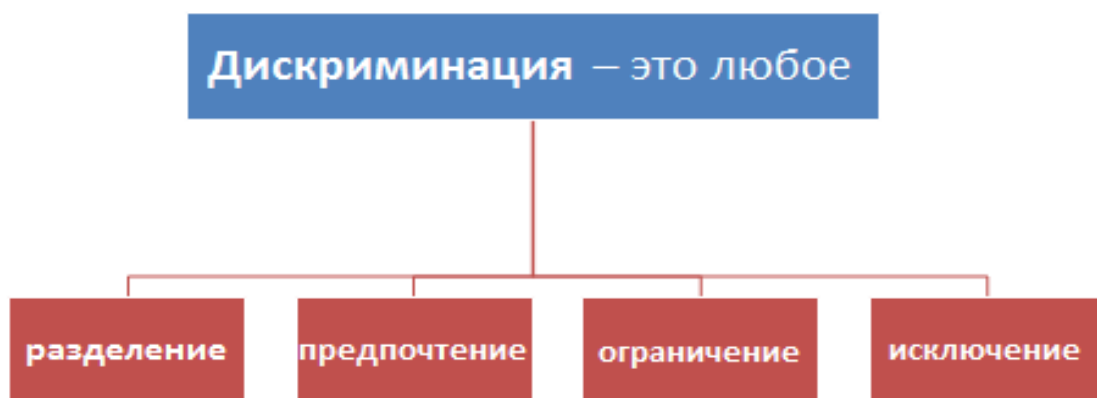 Дискриминация – это любое
разделение
предпочтение
ограничение
исключение